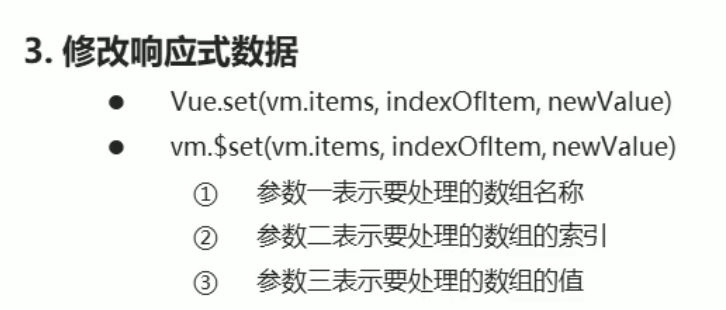 3. 修改响应式数据
● Vue.set(vm.items, indexOfItem, newValue)
● vm.$set(vm.items, indexOfItem, newValue)
① 参数一表示要处理的数组名称
② 参数二表示要处理的数组的索引
③ 参数三表示要处理的数组的值